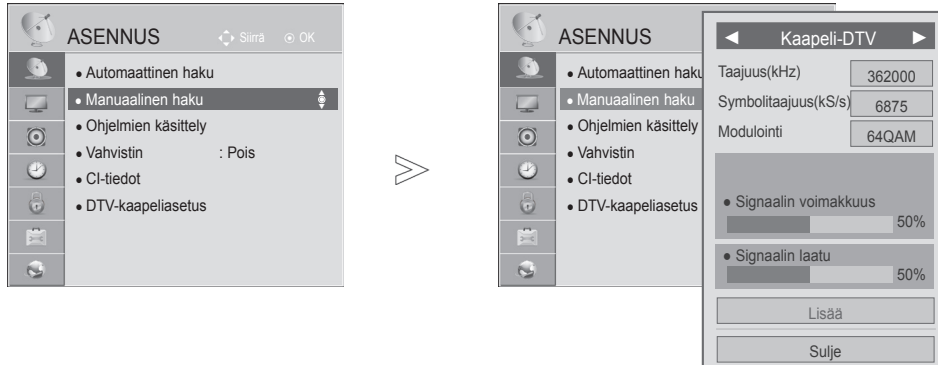 ASENNUS
Siirrä
OK
• Automaattinen haku
• Manuaalinen haku
• Ohjelmien käsittely
• Vahvistin : Pois
• CI-tiedot
• DTV-kaapeliasetus
ASENNUS
• Automaattinen haku
• Manuaalinen haku
• Ohjelmien käsittely
• Vahvistin
• CI-tiedot
• DTV-kaapeliasetus
◄ Kaapeli-DTV ►
Taajuus(kHz) 362000
Symbolitaajuus(kS/s) 6875
Modulointi 64QAM
• Signaalin voimakkuus
50%
• Signaalin laatu
50%
Lisää
Sulje